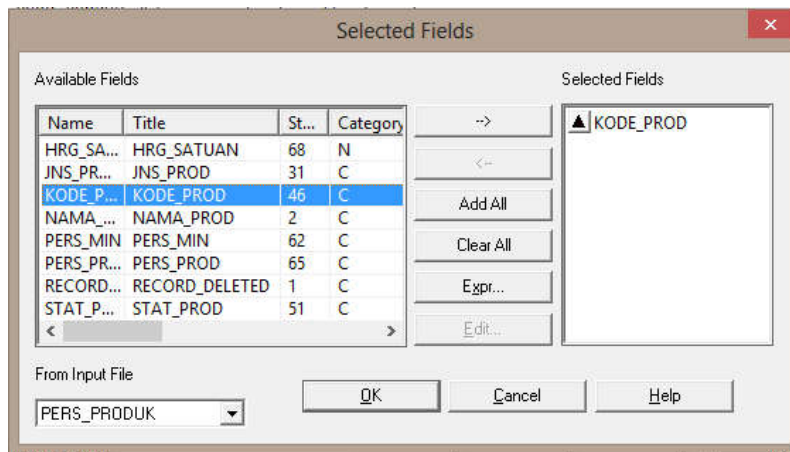 Selected Fields
Available Fields
Selected Fields
Name Title St... Category
HRG_SA... HRG_SATUAN 68 N
JNS_PR... JNS_PROD 31 C
KODE_P... KODE_PROD 46 C
NAMA_... NAMA_PROD 2 C
PERS_MIN PERS_MIN 62 C
PERS_PR... PERS_PROD 65 C
RECORD... RECORD_DELETED 1 C
STAT_P... STAT_PROD 51 C
-->
<--
Add All
Clear All
Expr...
Edit...
KODE_PROD
From Input File
PERS_PRODUK
OK
Cancel
Help